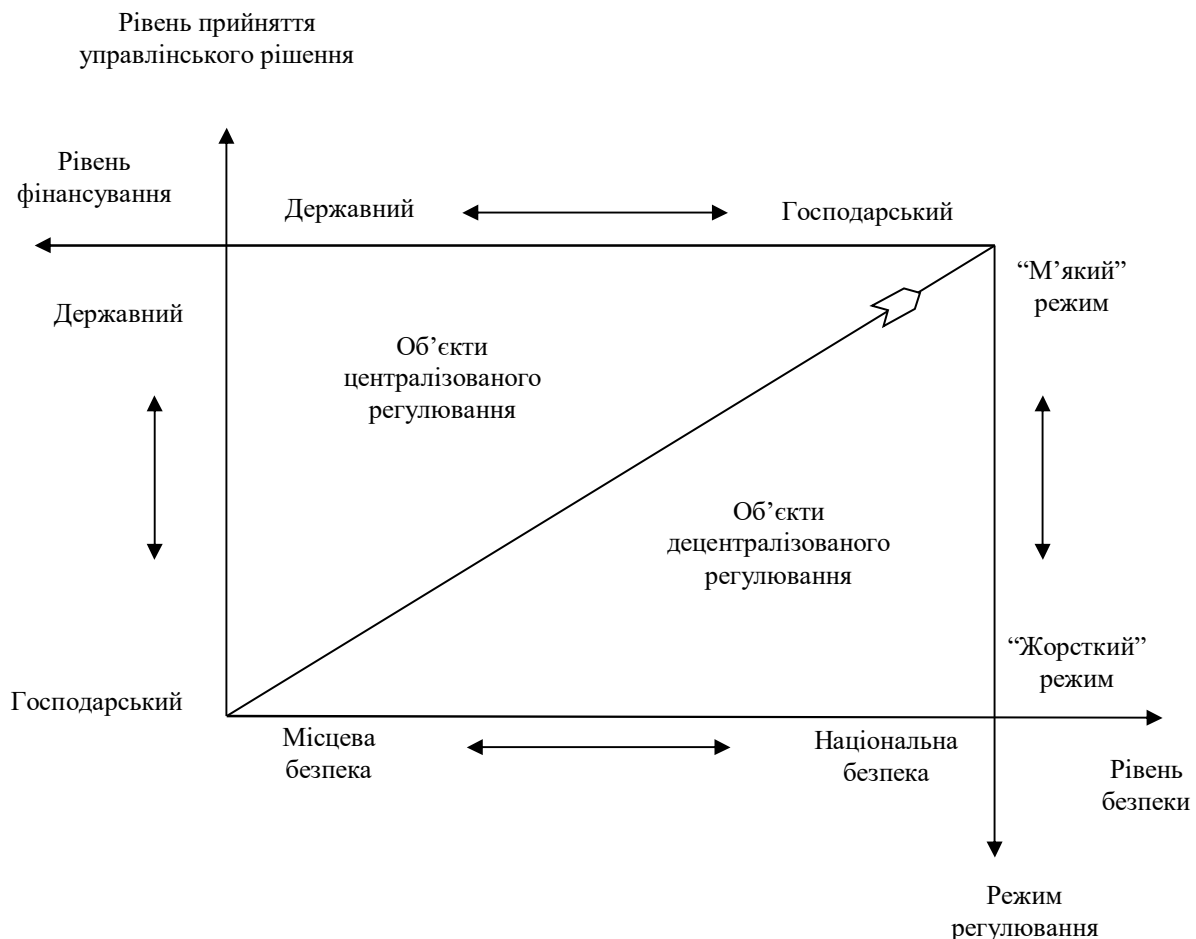 Рівень прийняття
управлінського рішення
Рівень
фінансування
Державний
Господарський
“М’який”
режим
Державний
Об’єкти
централізованого
регулювання
Об’єкти
децентралізованого
регулювання
“Жорсткий”
режим
Господарський
Місцева
безпека
Національна
безпека
Рівень
безпеки
Режим
регулювання